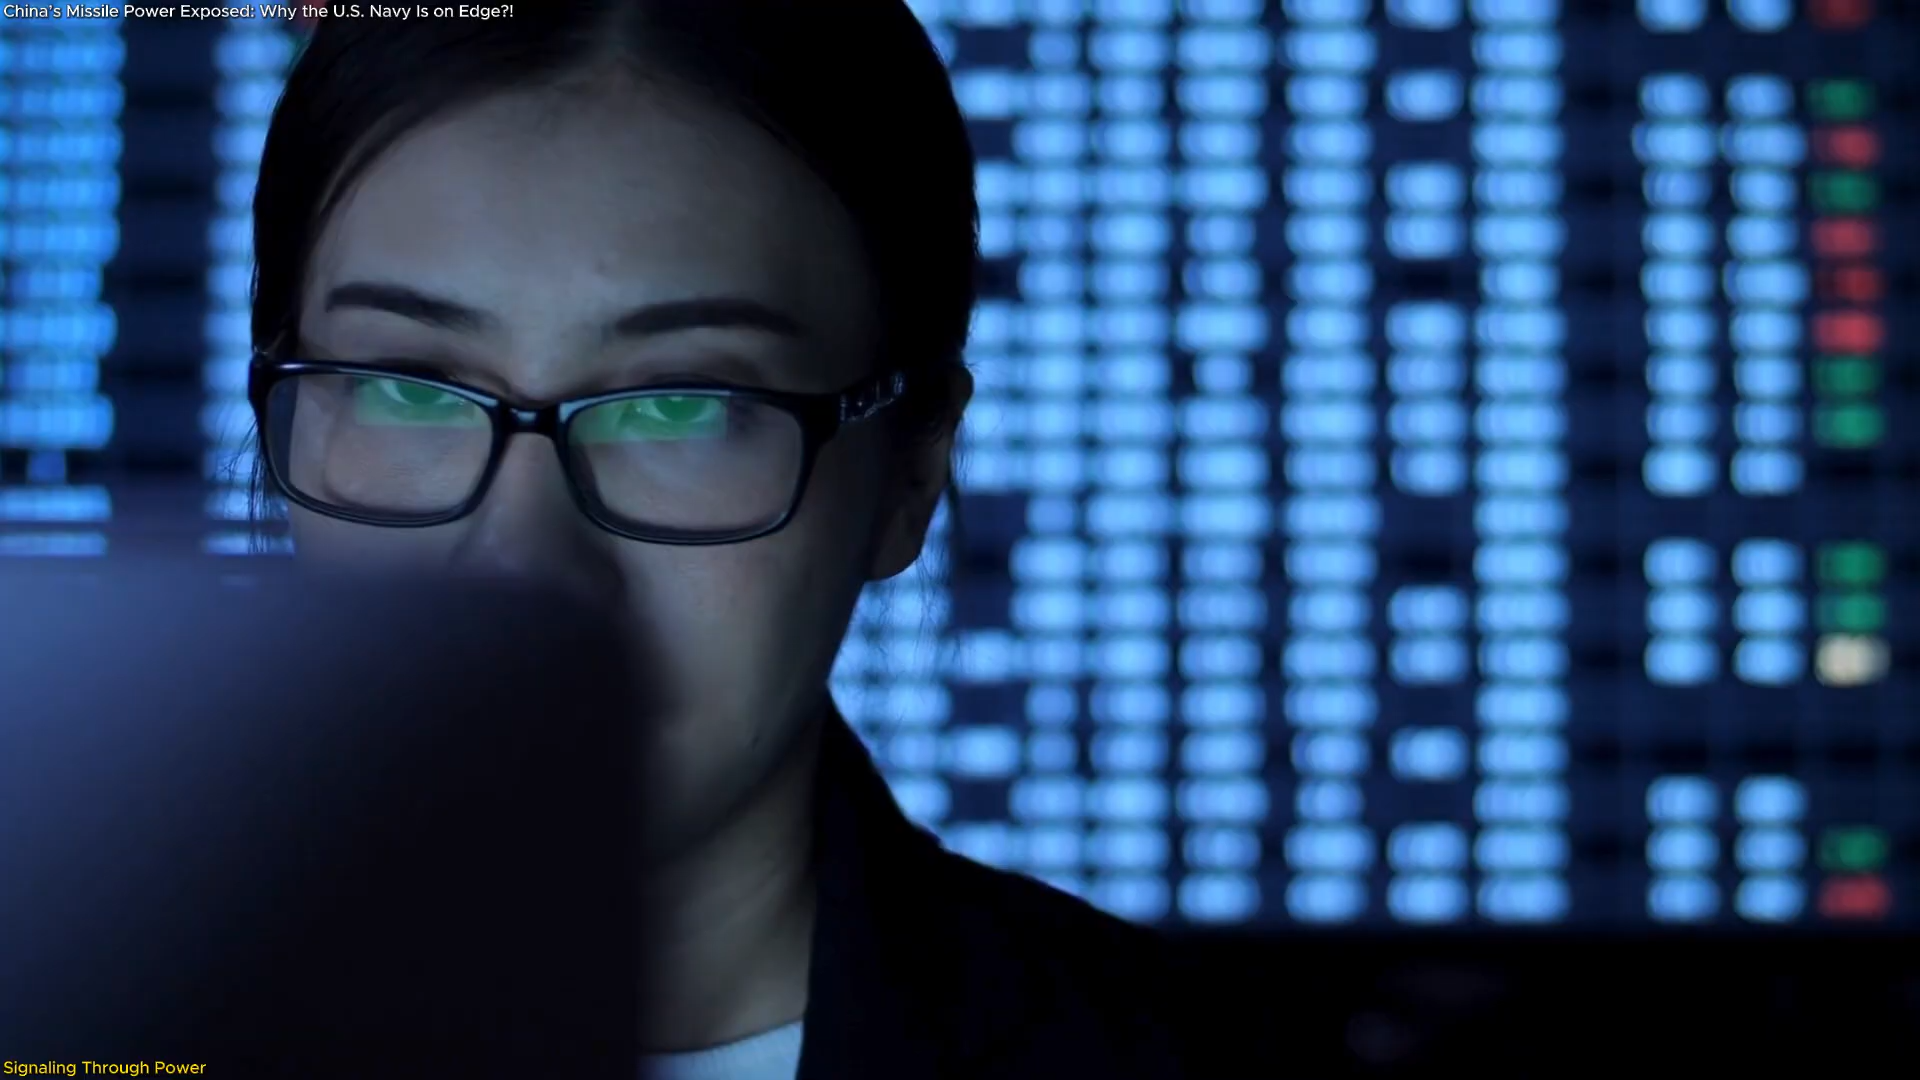 China's Missile Power Exposed: Why the U.S. Navy Is on Edge?!
Signaling Through Power